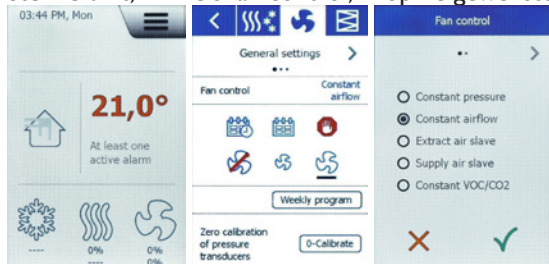 03:44 PM,
Mon
21,0°
At least one
active alarm
----
0%
----
0%
0%
General settings
Fan control
Constant
airflow
Weekly program
Zero calibration
of pressure
transducers
0-Calibrate
Fan control
Constant pressure
Constant airflow
Extract air slave
Supply air slave
Constant VOC/CO2